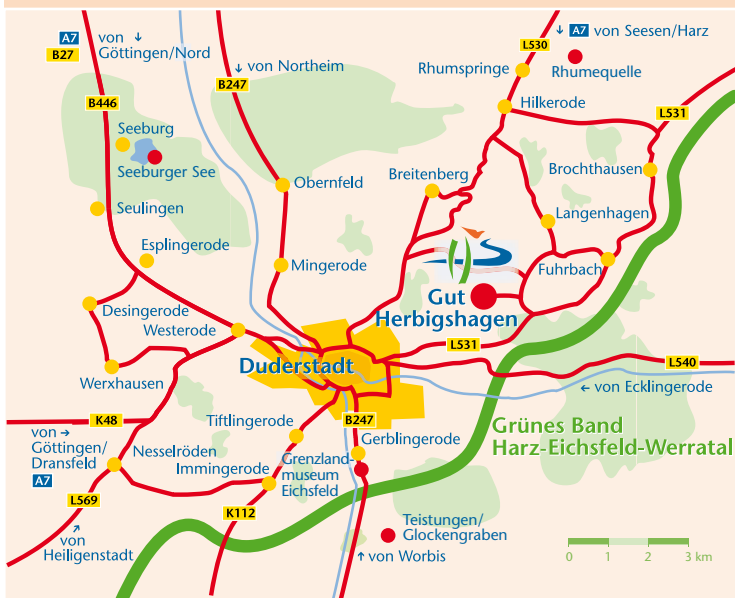 A7 von ↓
B27 Göttingen/Nord
↓ von Northeim
B247
L530
↓ A7 von Seesen/Harz
Rhumspringe
Rhumequelle
Hilkerode
L531
B446
Seeburg
Seeburger See
Seulingen
Obernfeld
Breitenberg
Brochthausen
Langenhagen
Esplingerode
Mingerode
Fuhrbach
Gut
Herbigshagen
Desingerode
Westerode
Duderstadt
L531
L540
Werxhausen
← von Ecklingerode
K48
Tiftlingerode
B247
Grünes Band
Harz-Eichsfeld-Werratal
von →
Göttingen/
Dransfeld
A7
Nesselröden
Immingerode
Gerblingerode
Grenzland-
museum
Eichsfeld
L569
K112
↗
von
Heiligenstadt
Teistungen/
Glockengraben
↑ von Worbis
0 1 2 3 km